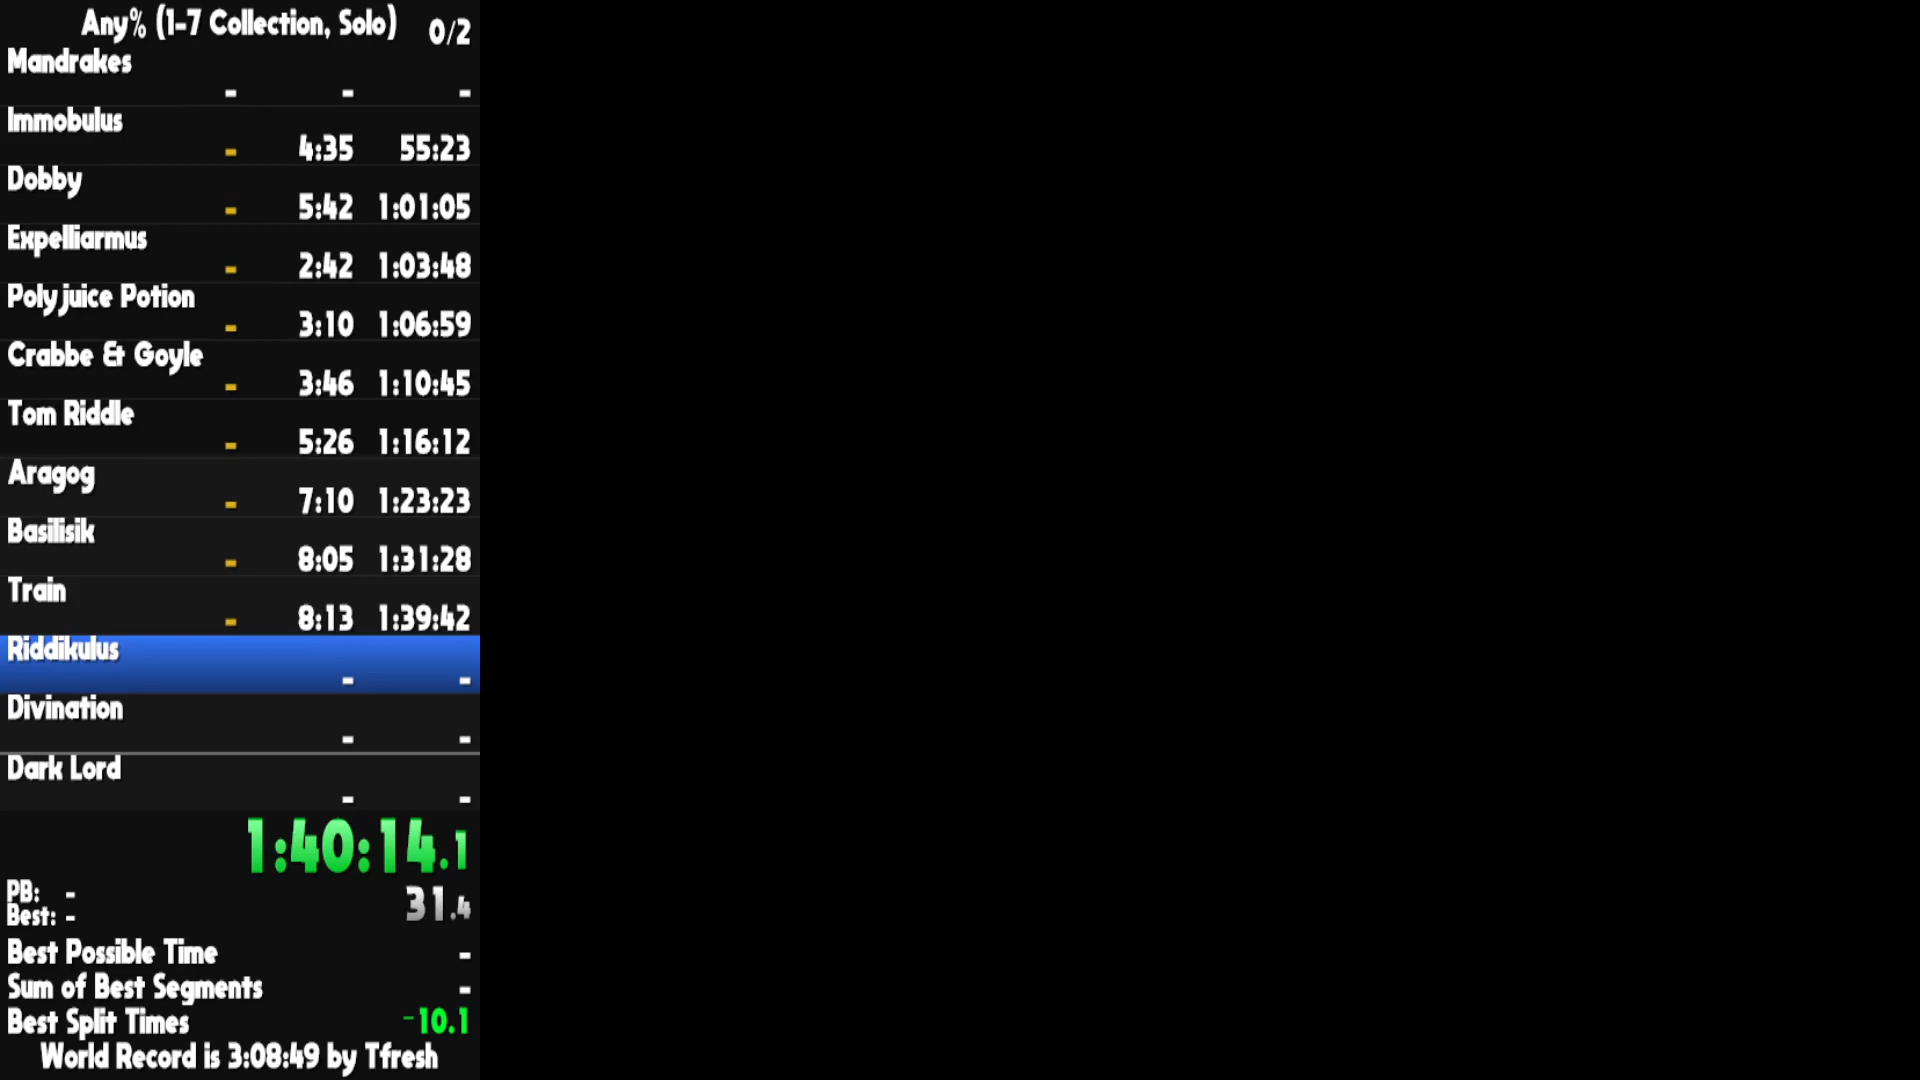 Any% (1-7 Collection, Solo) 0/2
Mandrakes
- - -
Immobulus
- 4:35 55:23
Dobby
- 5:42 1:01:05
Expelliarmus
- 2:42 1:03:48
Polyjuice Potion
- 3:10 1:06:59
Crabbe & Goyle
- 3:46 1:10:45
Tom Riddle
- 5:26 1:16:12
Aragog
- 7:10 1:23:23
Basilisik
- 8:05 1:31:28
Train
- 8:13 1:39:42
Riddikulus
- -
Divination
- -
Dark Lord
- -
1:40:14.1
PB: -
Best: - 31.4
Best Possible Time -
Sum of Best Segments -
Best Split Times -10.1
World Record is 3:08:49 by Tfresh